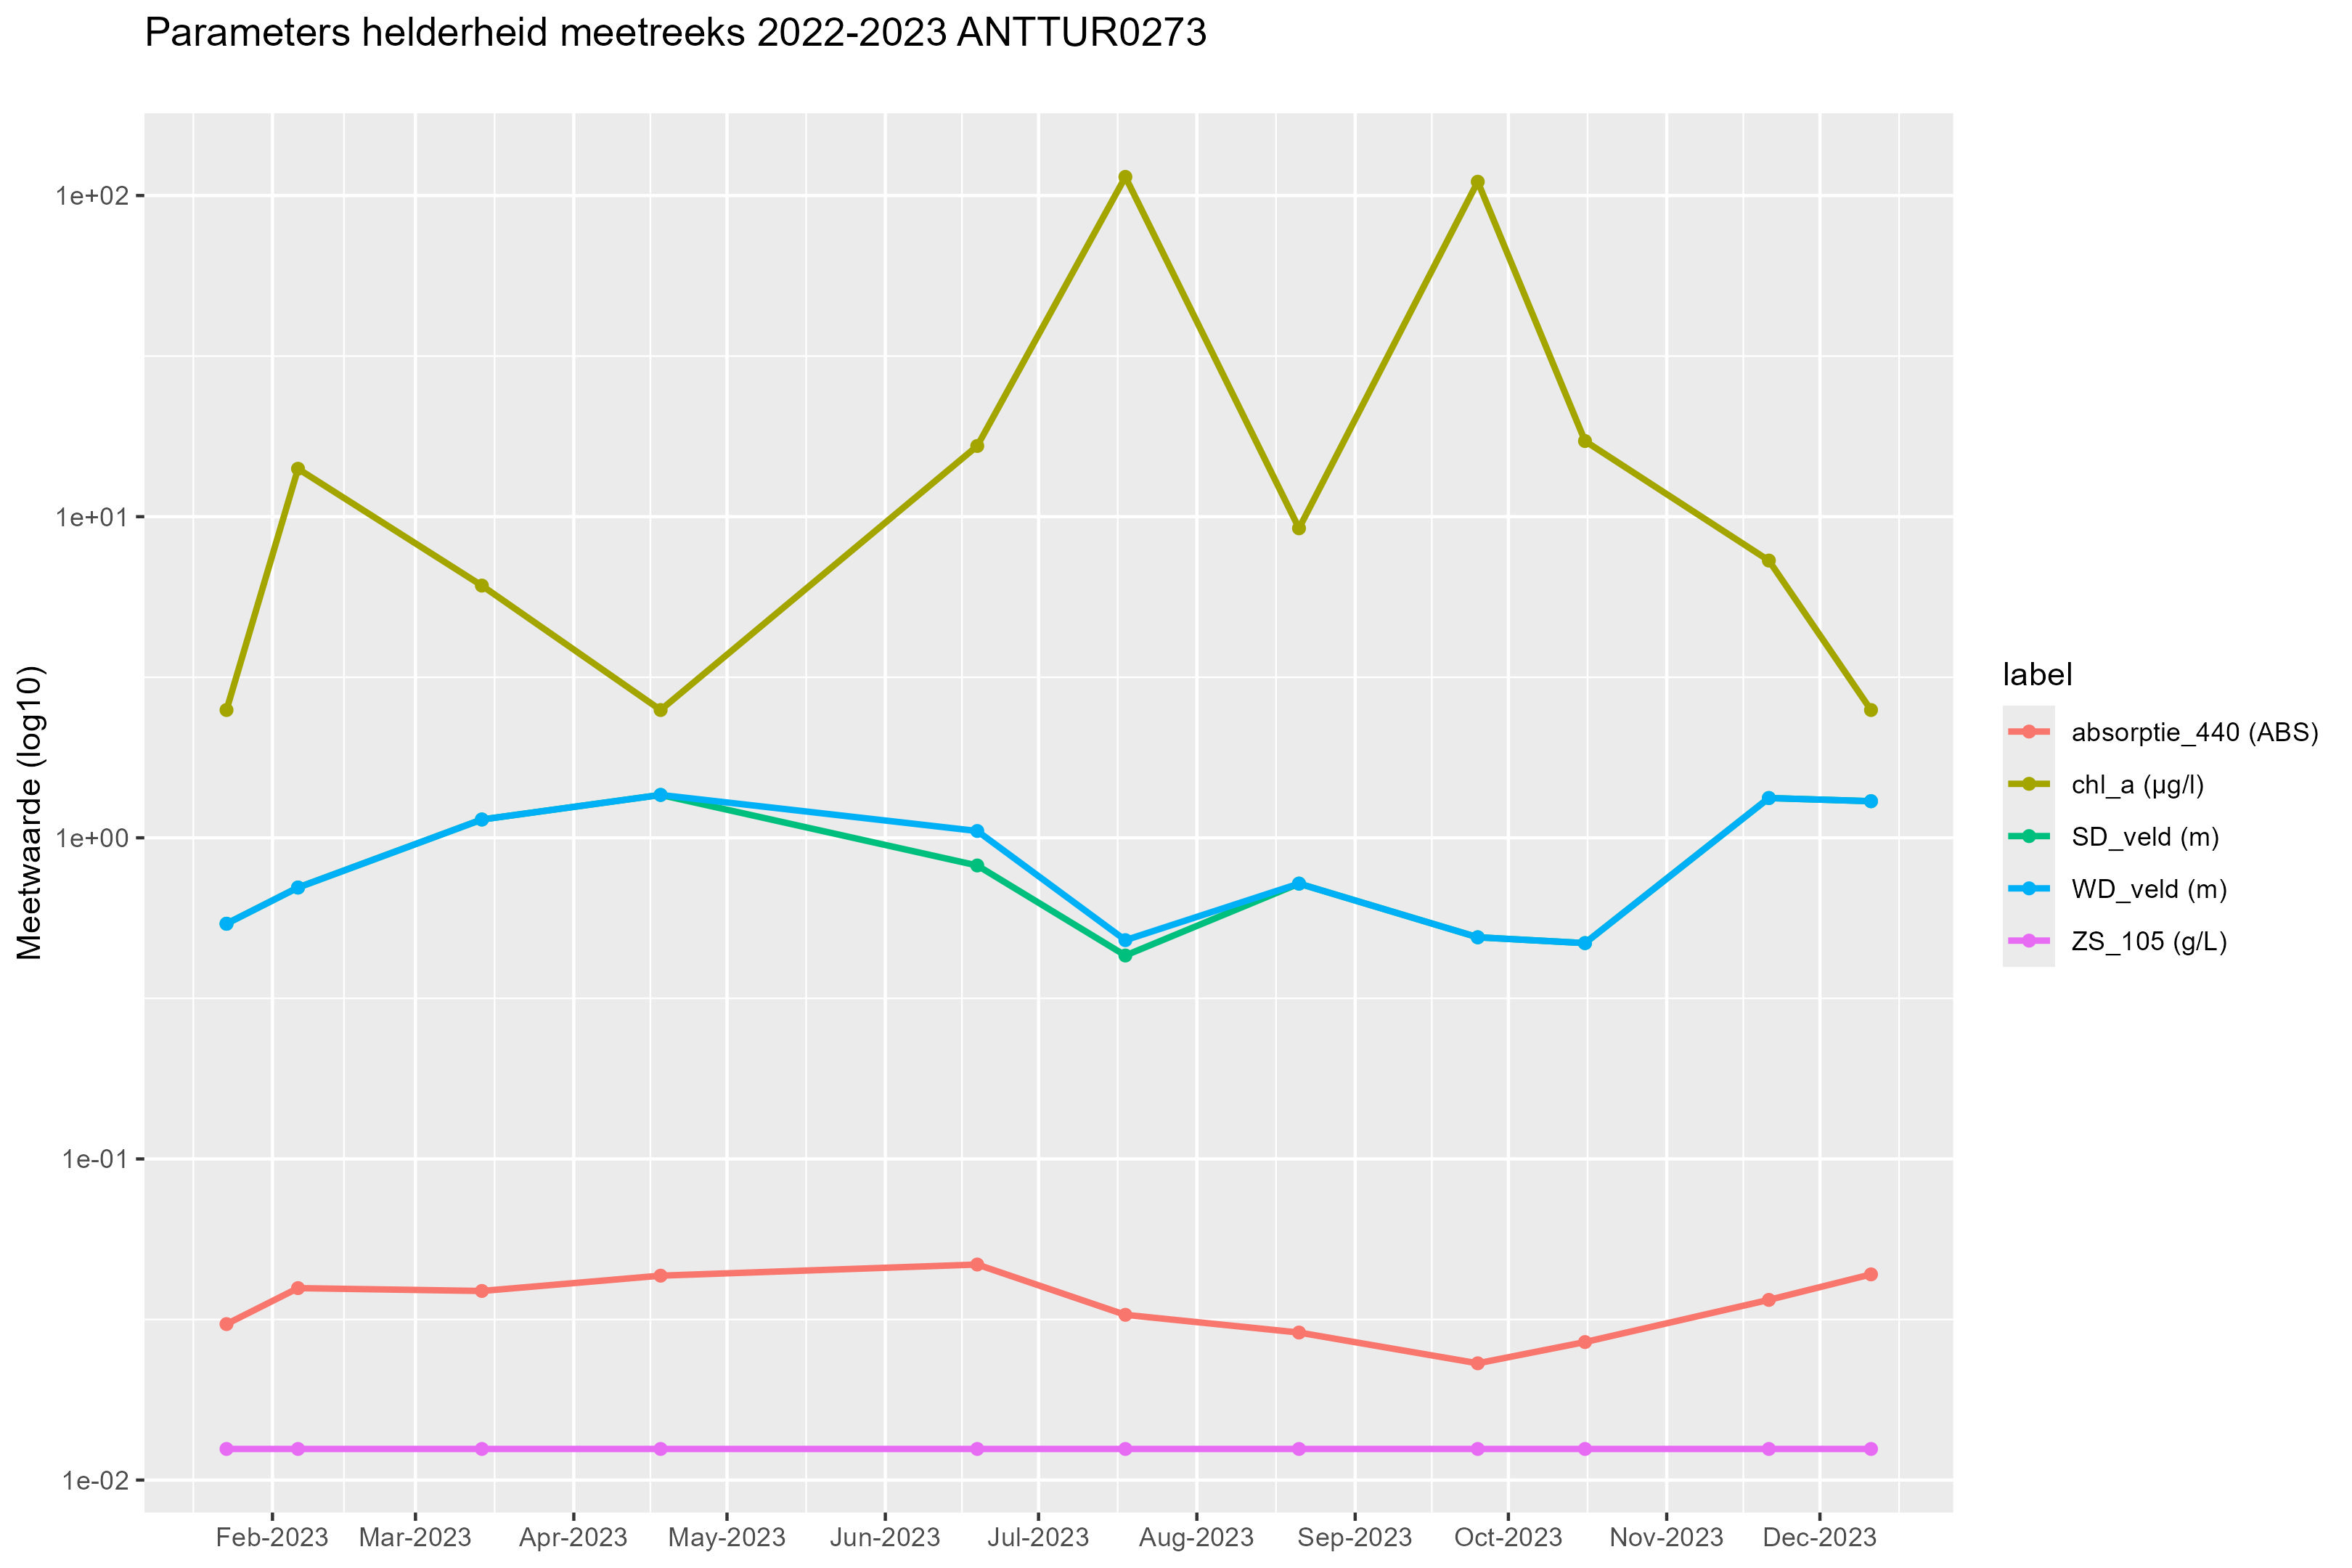 Parameters helderheid meetreeks 2022-2023 ANTTUR0273
Meetwaarde (log10)
1e+02
1e+01
1e+00
1e-01
1e-02
Feb-2023 Mar-2023 Apr-2023 May-2023 Jun-2023 Jul-2023 Aug-2023 Sep-2023 Oct-2023 Nov-2023 Dec-2023
label
absorptie_440 (ABS)
chl_a (µg/l)
SD_veld (m)
WD_veld (m)
ZS_105 (g/L)